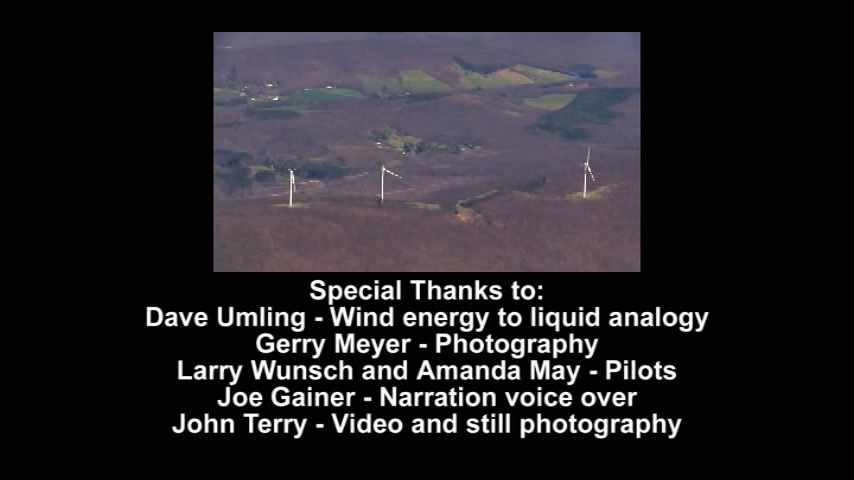 Special Thanks to:
Dave Umling - Wind energy to liquid analogy
Gerry Meyer - Photography
Larry Wunsch and Amanda May - Pilots
Joe Gainer - Narration voice over
John Terry - Video and still photography